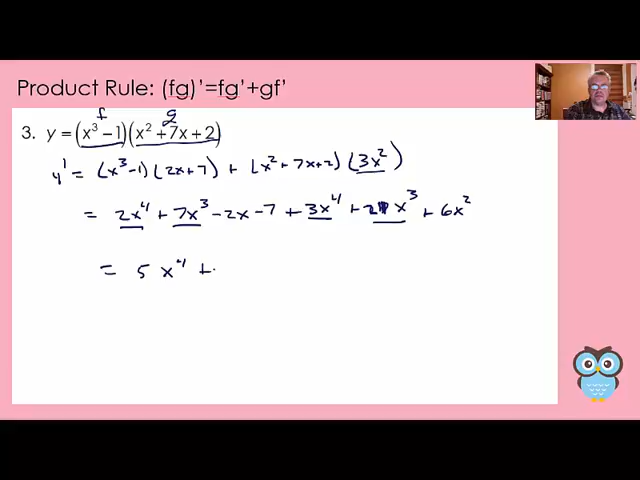 Product Rule: (fg)'=fg'+gf'
f g
3. y = (x³ − 1)(x² + 7x + 2)
y' = (x³-1)(2x+7) + (x²+7x+2)(3x²)
= 2x⁴ + 7x³ - 2x - 7 + 3x⁴ + 21x³ + 6x²
= 5x⁴ +